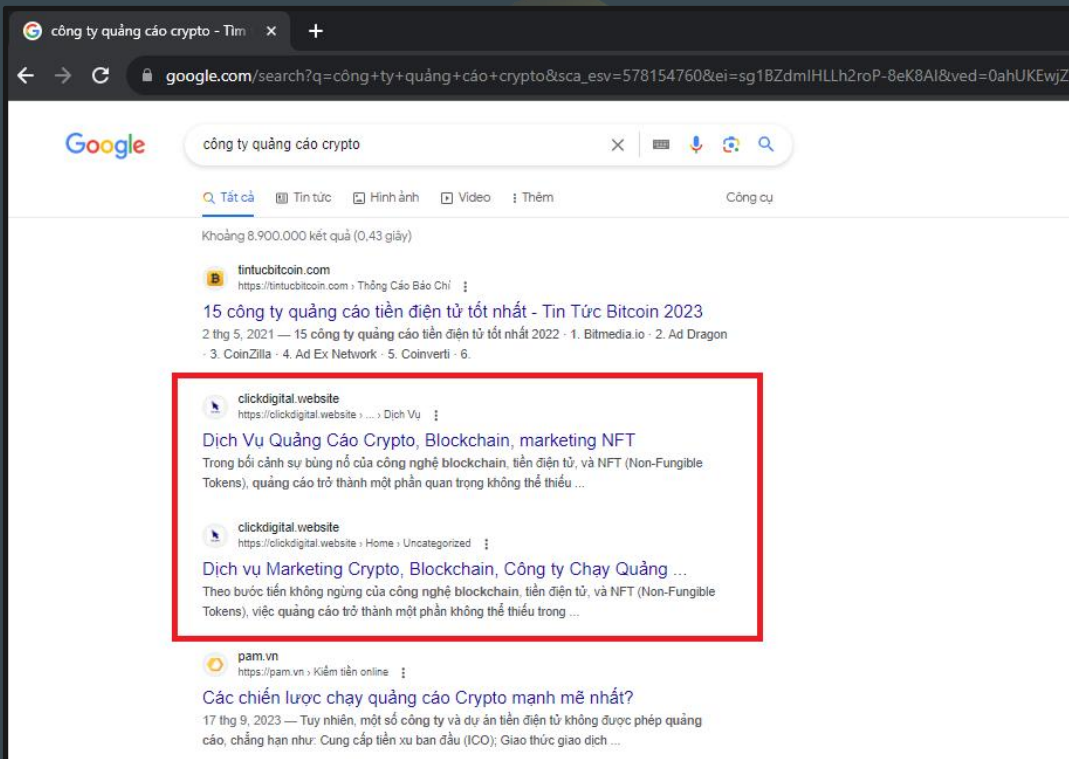 công ty quảng cáo crypto - Tìm
google.com/search?q=công+ty+quảng+cáo+crypto&sca_esv=578154760&ei=sg1BZdmIHLLh2roP-8eK8AI&ved=0ahUKEwjZ
Google
công ty quảng cáo crypto
Tất cả Tin tức Hình ảnh Video Thêm Công cụ
Khoảng 8.900.000 kết quả (0,43 giây)
tintucbitcoin.com
https://tintucbitcoin.com › Thông Cáo Báo Chí
15 công ty quảng cáo tiền điện tử tốt nhất - Tin Tức Bitcoin 2023
2 thg 5, 2021 — 15 công ty quảng cáo tiền điện tử tốt nhất 2022 · 1. Bitmedia.io · 2. Ad Dragon
· 3. CoinZilla · 4. Ad Ex Network · 5. Coinverti · 6.
clickdigital.website
https://clickdigital.website › ... › Dịch Vụ
Dịch Vụ Quảng Cáo Crypto, Blockchain, marketing NFT
Trong bối cảnh sự bùng nổ của công nghệ blockchain, tiền điện tử, và NFT (Non-Fungible
Tokens), quảng cáo trở thành một phần quan trọng không thể thiếu ...
clickdigital.website
https://clickdigital.website › Home › Uncategorized
Dịch vụ Marketing Crypto, Blockchain, Công ty Chạy Quảng ...
Theo bước tiến không ngừng của công nghệ blockchain, tiền điện tử, và NFT (Non-Fungible
Tokens), việc quảng cáo trở thành một phần không thể thiếu trong ...
pam.vn
https://pam.vn › Kiếm tiền online
Các chiến lược chạy quảng cáo Crypto mạnh mẽ nhất?
17 thg 9, 2023 — Tuy nhiên, một số công ty và dự án tiền điện tử không được phép quảng
cáo, chẳng hạn như: Cung cấp tiền xu ban đầu (ICO); Giao thức giao dịch ...